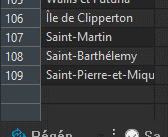 105 Wallis et Futuna
106 Île de Clipperton
107 Saint-Martin
108 Saint-Barthélemy
109 Saint-Pierre-et-Miqu
Régén
Sa